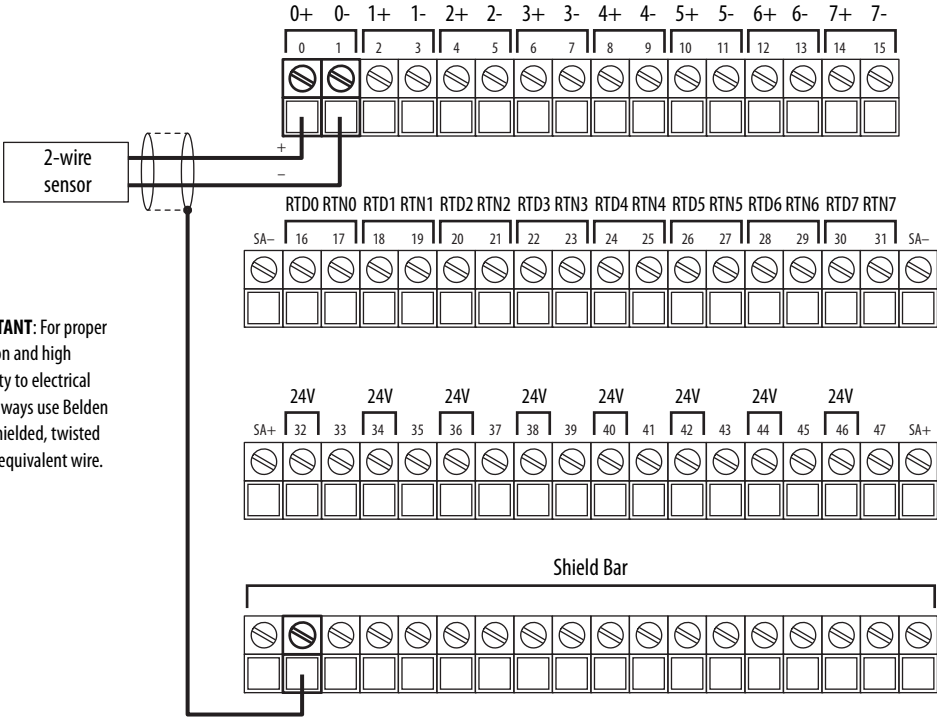 0+ 0- 1+ 1- 2+ 2- 3+ 3- 4+ 4- 5+ 5- 6+ 6- 7+ 7-
0 1 2 3 4 5 6 7 8 9 10 11 12 13 14 15
+
2-wire
sensor
–
RTD0 RTN0 RTD1 RTN1 RTD2 RTN2 RTD3 RTN3 RTD4 RTN4 RTD5 RTN5 RTD6 RTN6 RTD7 RTN7
SA– 16 17 18 19 20 21 22 23 24 25 26 27 28 29 30 31 SA–
TANT: For proper
on and high
ty to electrical
ways use Belden
hielded, twisted
equivalent wire.
24V 24V 24V 24V 24V 24V 24V 24V
SA+ 32 33 34 35 36 37 38 39 40 41 42 43 44 45 46 47 SA+
Shield Bar